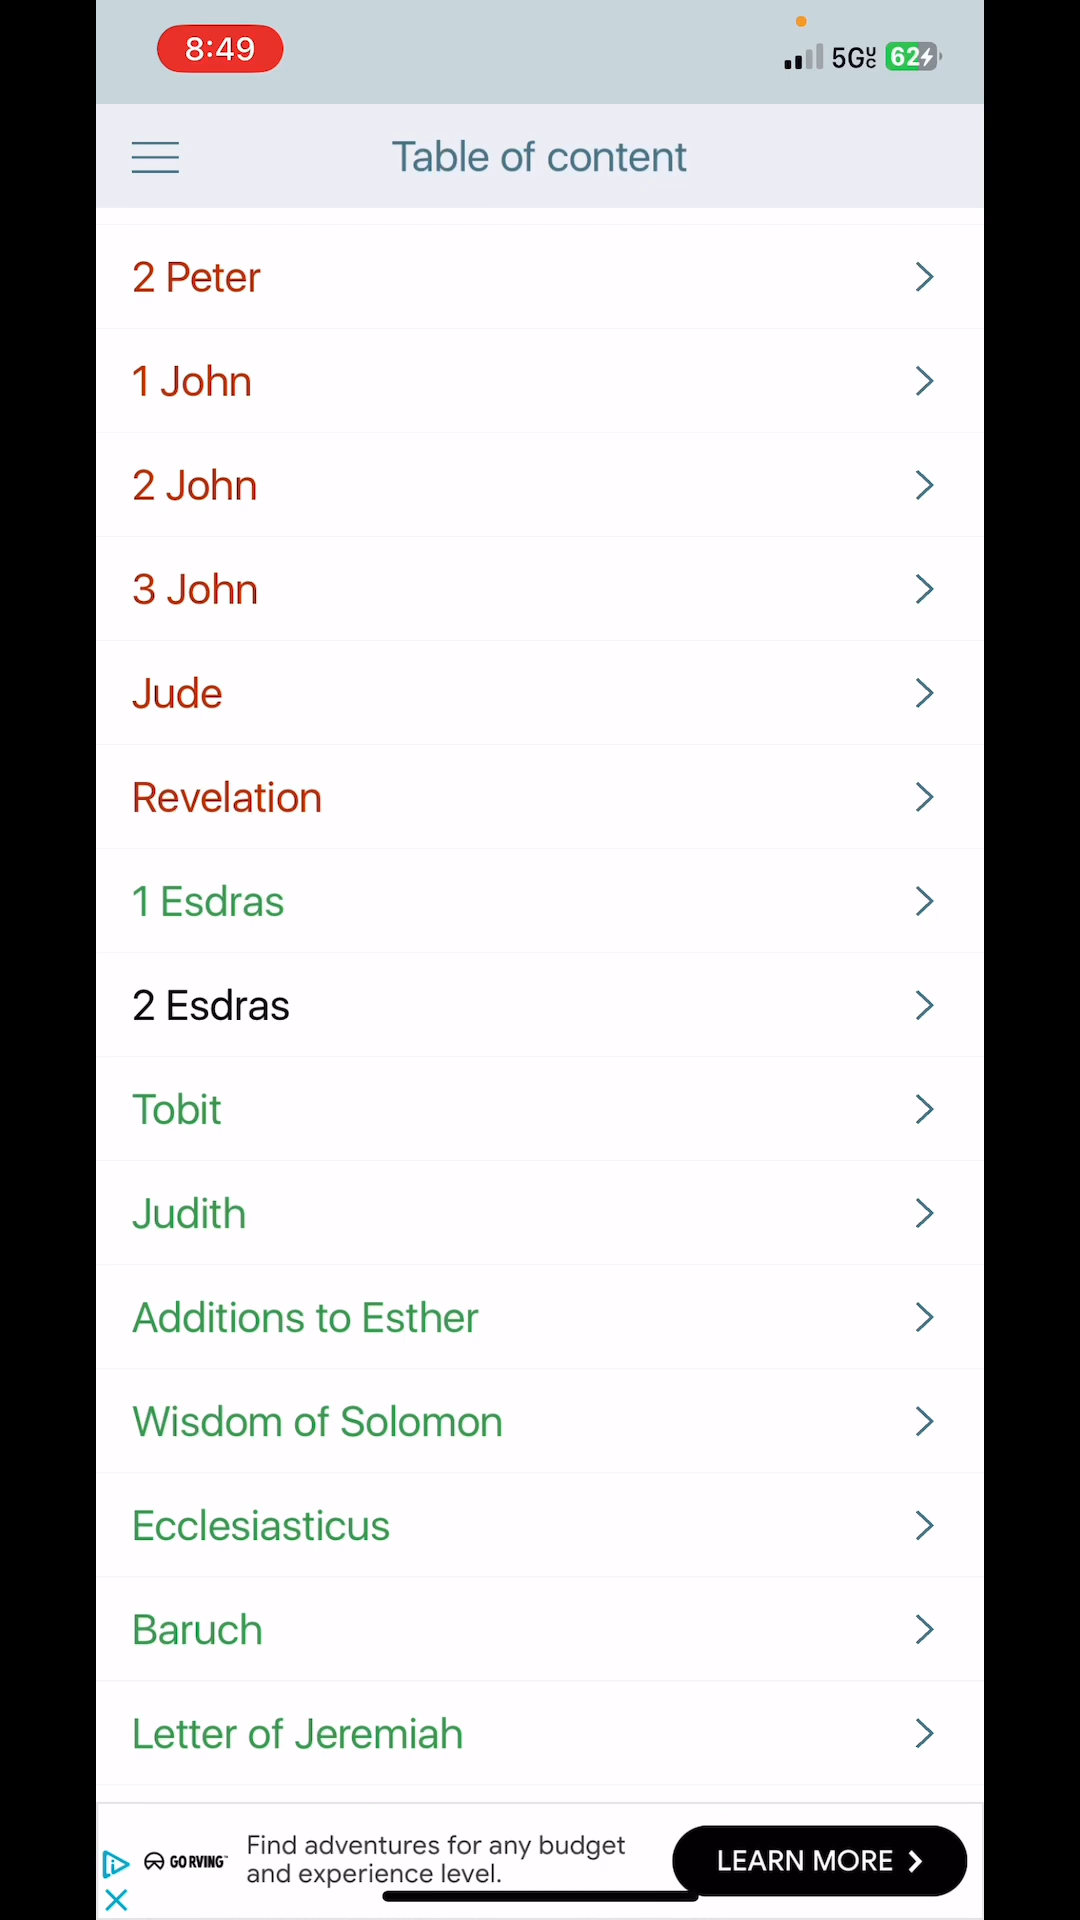 8:49
5GUC 62
Table of content
2 Peter
1 John
2 John
3 John
Jude
Revelation
1 Esdras
2 Esdras
Tobit
Judith
Additions to Esther
Wisdom of Solomon
Ecclesiasticus
Baruch
Letter of Jeremiah
GO RVING™
Find adventures for any budget
and experience level.
LEARN MORE